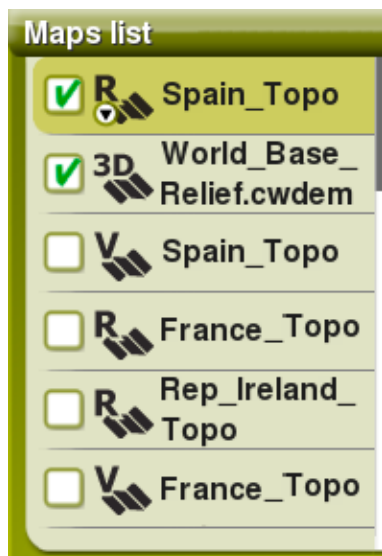 Maps list
R Spain_Topo
3D World_Base_
Relief.cwdem
V Spain_Topo
R France_Topo
R Rep_Ireland_
Topo
V France_Topo